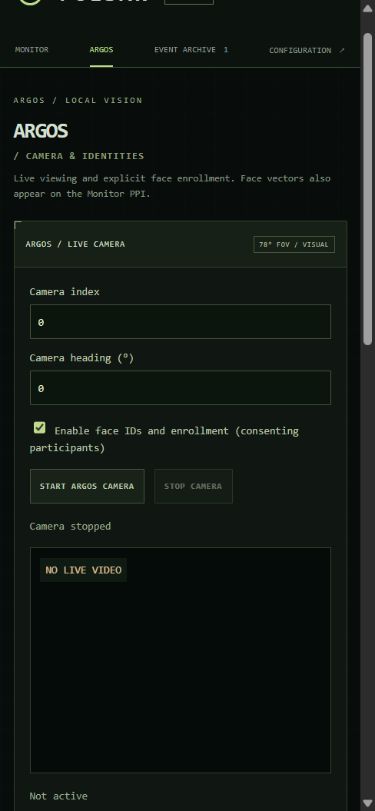 MONITOR ARGOS EVENT ARCHIVE 1 CONFIGURATION ↗
ARGOS / LOCAL VISION
ARGOS
/ CAMERA & IDENTITIES
Live viewing and explicit face enrollment. Face vectors also
appear on the Monitor PPI.
ARGOS / LIVE CAMERA
70° FOV / VISUAL
Camera index
0
Camera heading (°)
0
Enable face IDs and enrollment (consenting
participants)
START ARGOS CAMERA STOP CAMERA
Camera stopped
NO LIVE VIDEO
Not active